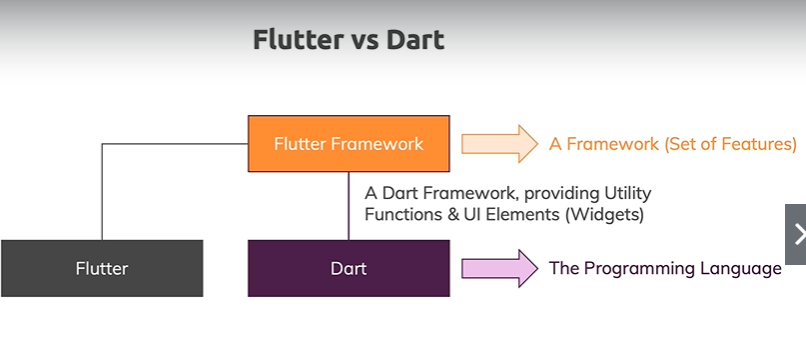 Flutter vs Dart
Flutter Framework
A Framework (Set of Features)
A Dart Framework, providing Utility
Functions & UI Elements (Widgets)
Flutter
Dart
The Programming Language